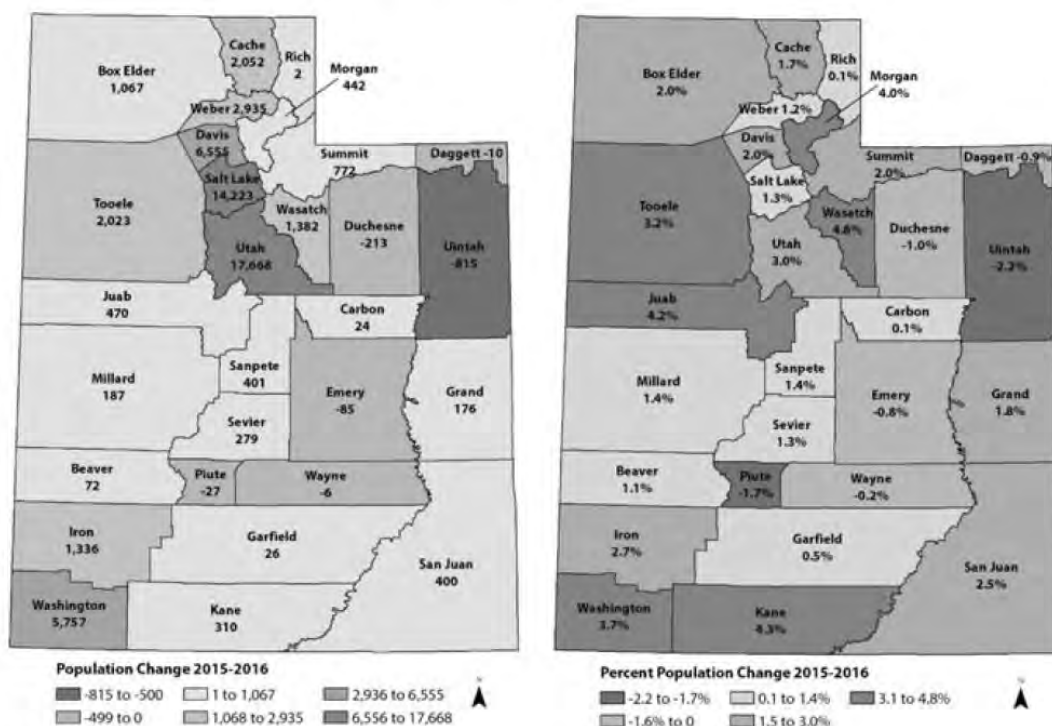 Cache
2,052
Rich
2
Box Elder
1,067
Morgan
442
Weber 2,935
Davis
6,555
Summit
772
Daggett -10
Salt Lake
14,223
Tooele
2,023
Wasatch
1,382
Duchesne
-213
Uintah
-815
Utah
17,668
Juab
470
Carbon
24
Sanpete
401
Millard
187
Emery
-85
Grand
176
Sevier
279
Beaver
72
Piute
-27
Wayne
-6
Iron
1,336
Garfield
26
San Juan
400
Washington
5,757
Kane
310
Population Change 2015-2016
-815 to -500
1 to 1,067
2,936 to 6,555
-499 to 0
1,068 to 2,935
6,556 to 17,668
N
Cache
1.7%
Rich
0.1%
Box Elder
2.0%
Morgan
4.0%
Weber 1.2%
Davis
2.0%
Summit
2.0%
Daggett -0.9%
Salt Lake
1.3%
Tooele
3.2%
Wasatch
4.8%
Duchesne
-1.0%
Uintah
-2.2%
Utah
3.0%
Juab
4.2%
Carbon
0.1%
Sanpete
1.4%
Millard
1.4%
Emery
-0.8%
Grand
1.8%
Sevier
1.3%
Beaver
1.1%
Piute
-1.7%
Wayne
-0.2%
Iron
2.7%
Garfield
0.5%
San Juan
2.5%
Washington
3.7%
Kane
4.3%
Percent Population Change 2015-2016
-2.2 to -1.7%
0.1 to 1.4%
3.1 to 4.8%
-1.6% to 0
1.5 to 3.0%
N